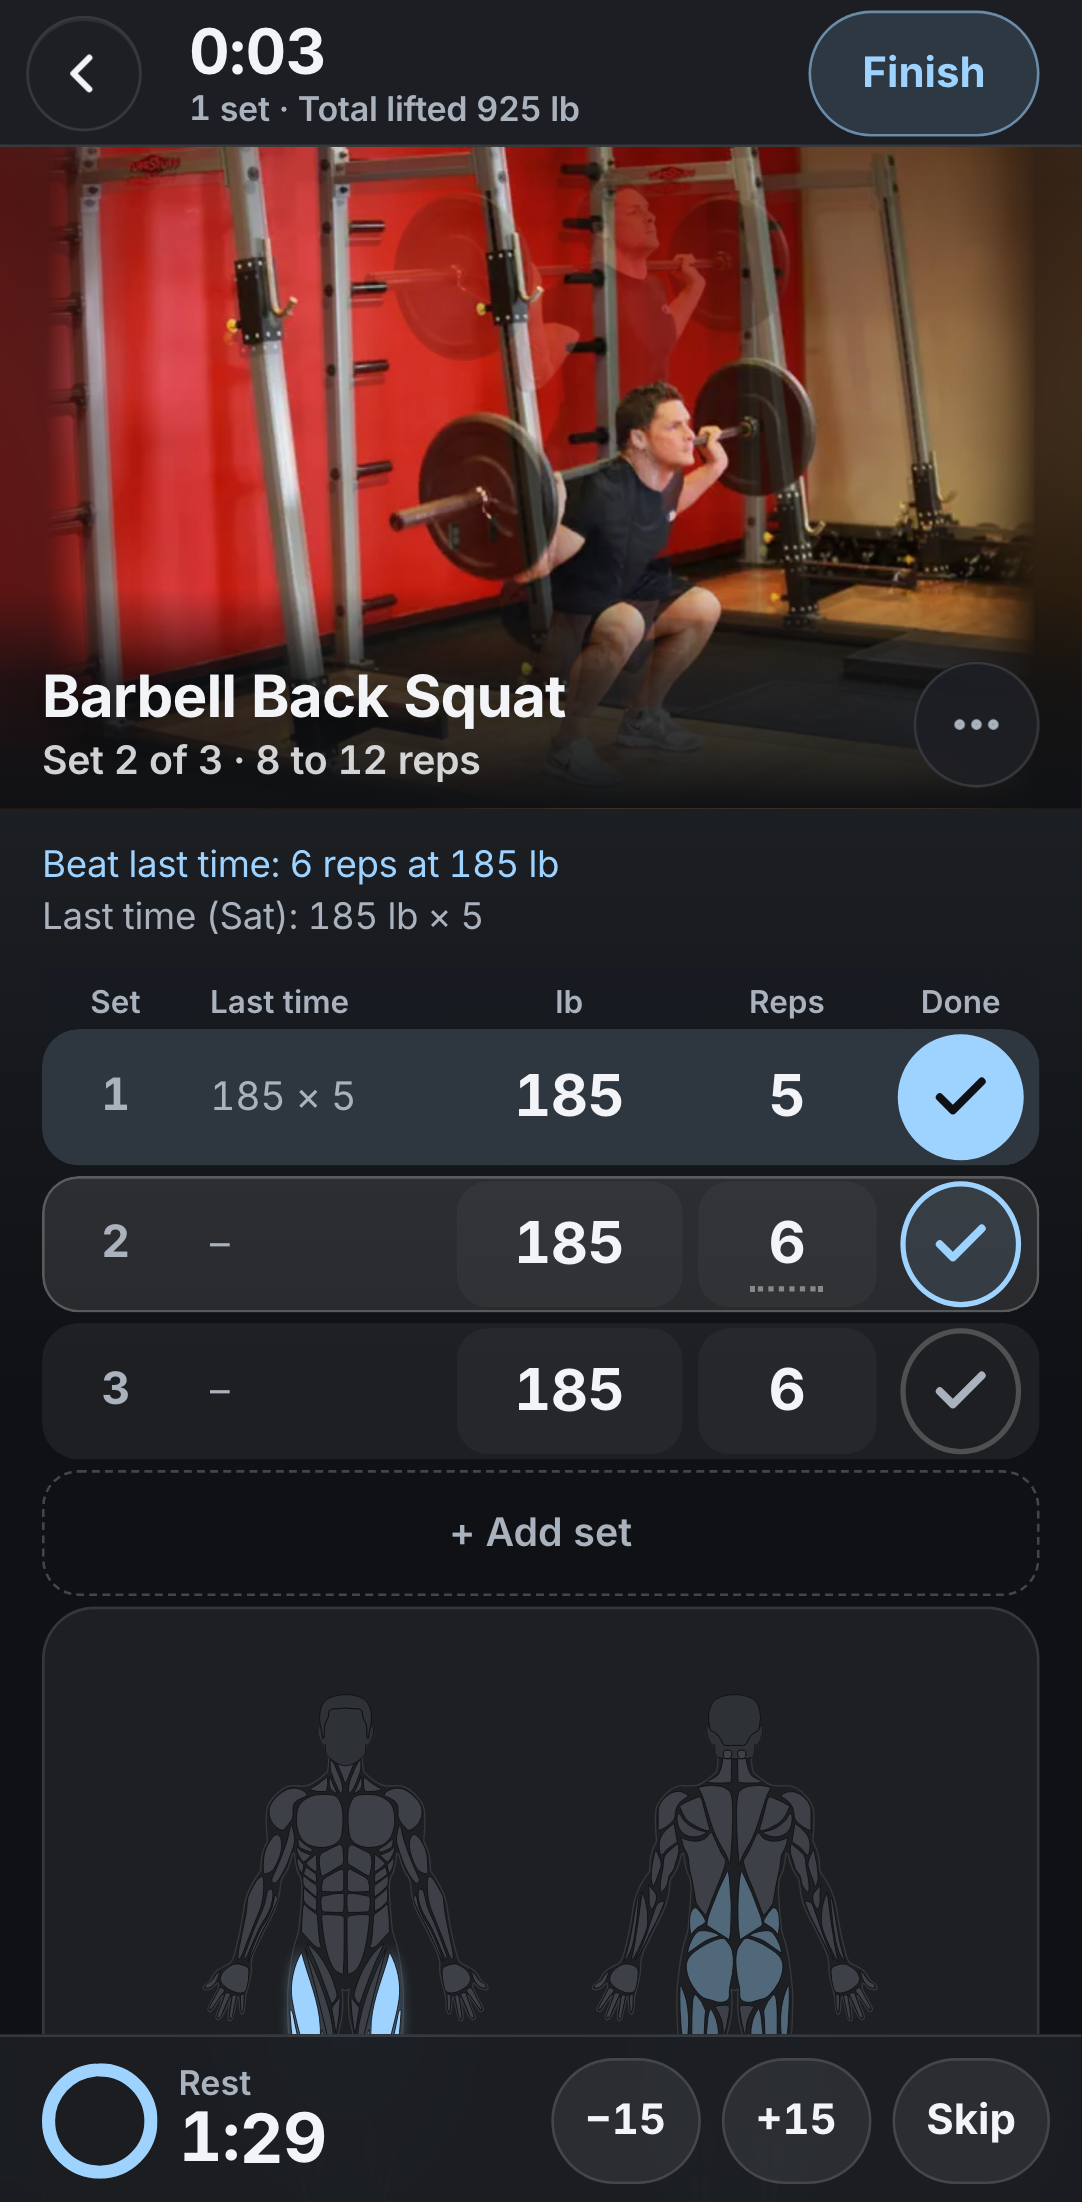 0:03
1 set · Total lifted 925 lb
Finish
Barbell Back Squat
Set 2 of 3 · 8 to 12 reps
Beat last time: 6 reps at 185 lb
Last time (Sat): 185 lb × 5
Set Last time lb Reps Done
1 185 × 5 185 5
2 – 185 6
3 – 185 6
+ Add set
Rest
1:29
−15 +15 Skip